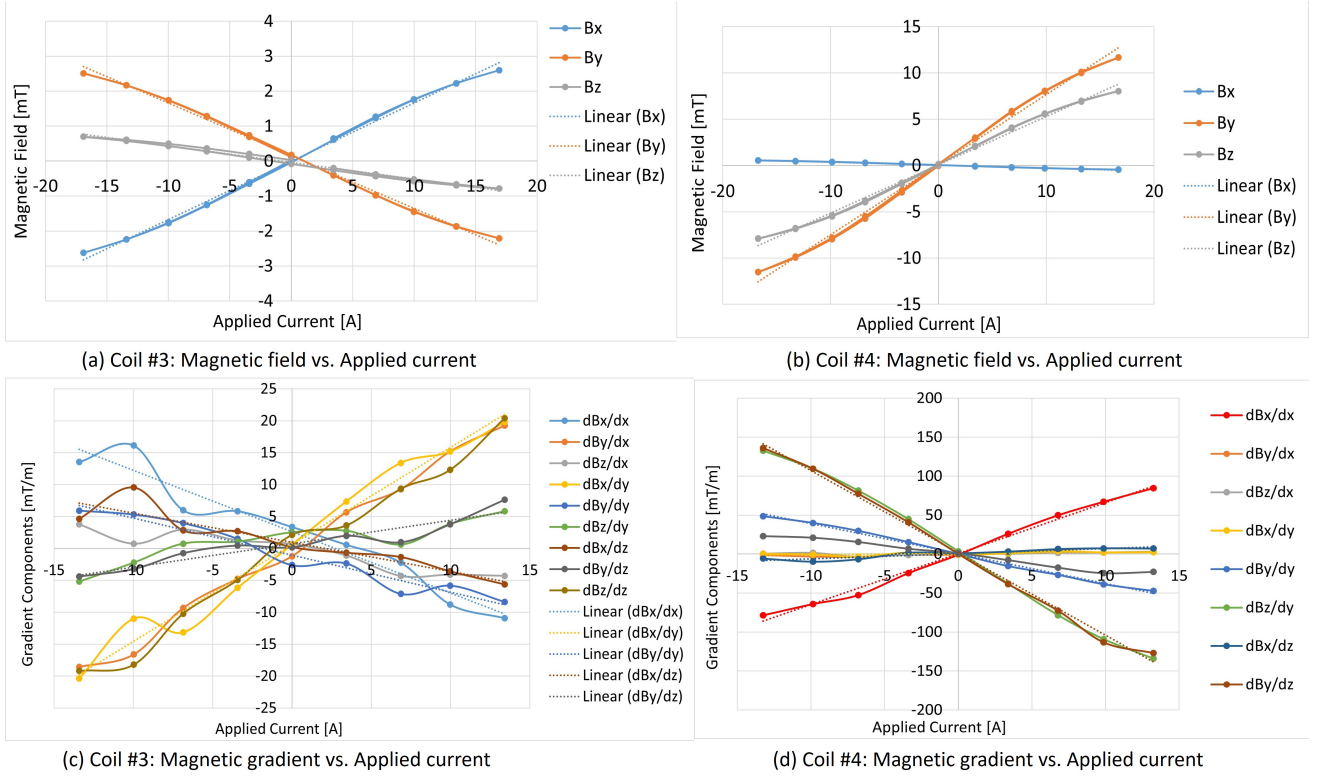 4
3
2
1
0
-1
-2
-3
-4
-20
-10
0
5
10
15
20
Magnetic Field [mT]
Applied Current [A]
Bx
By
Bz
Linear (Bx)
Linear (By)
Linear (Bz)
(a) Coil #3: Magnetic field vs. Applied current
15
10
5
0
-5
-10
-15
-20
-10
0
10
20
Magnetic Field [mT]
Applied Current [A]
Bx
By
Bz
Linear (Bx)
Linear (By)
Linear (Bz)
(b) Coil #4: Magnetic field vs. Applied current
25
20
15
10
5
0
-5
-10
-15
-20
-25
-15
-10
-5
0
5
10
15
Gradient Components [mT/m]
Applied Current [A]
dBx/dx
dBy/dx
dBz/dx
dBx/dy
dBy/dy
dBz/dy
dBx/dz
dBy/dz
dBz/dz
Linear (dBx/dx)
Linear (dBx/dy)
Linear (dBy/dy)
Linear (dBx/dz)
Linear (dBy/dz)
(c) Coil #3: Magnetic gradient vs. Applied current
200
150
100
50
0
-50
-100
-150
-200
-15
-10
-5
0
5
10
15
Gradient Components [mT/m]
Applied Current [A]
dBx/dx
dBy/dx
dBz/dx
dBx/dy
dBy/dy
dBz/dy
dBx/dz
dBy/dz
(d) Coil #4: Magnetic gradient vs. Applied current